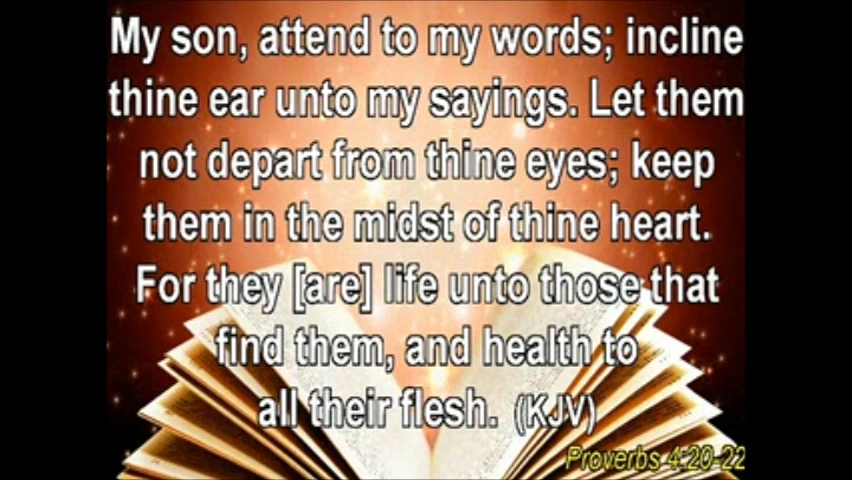 My son, attend to my words; incline
thine ear unto my sayings. Let them
not depart from thine eyes; keep
them in the midst of thine heart.
For they [are] life unto those that
find them, and health to
all their flesh. (KJV)
Proverbs 4:20-22